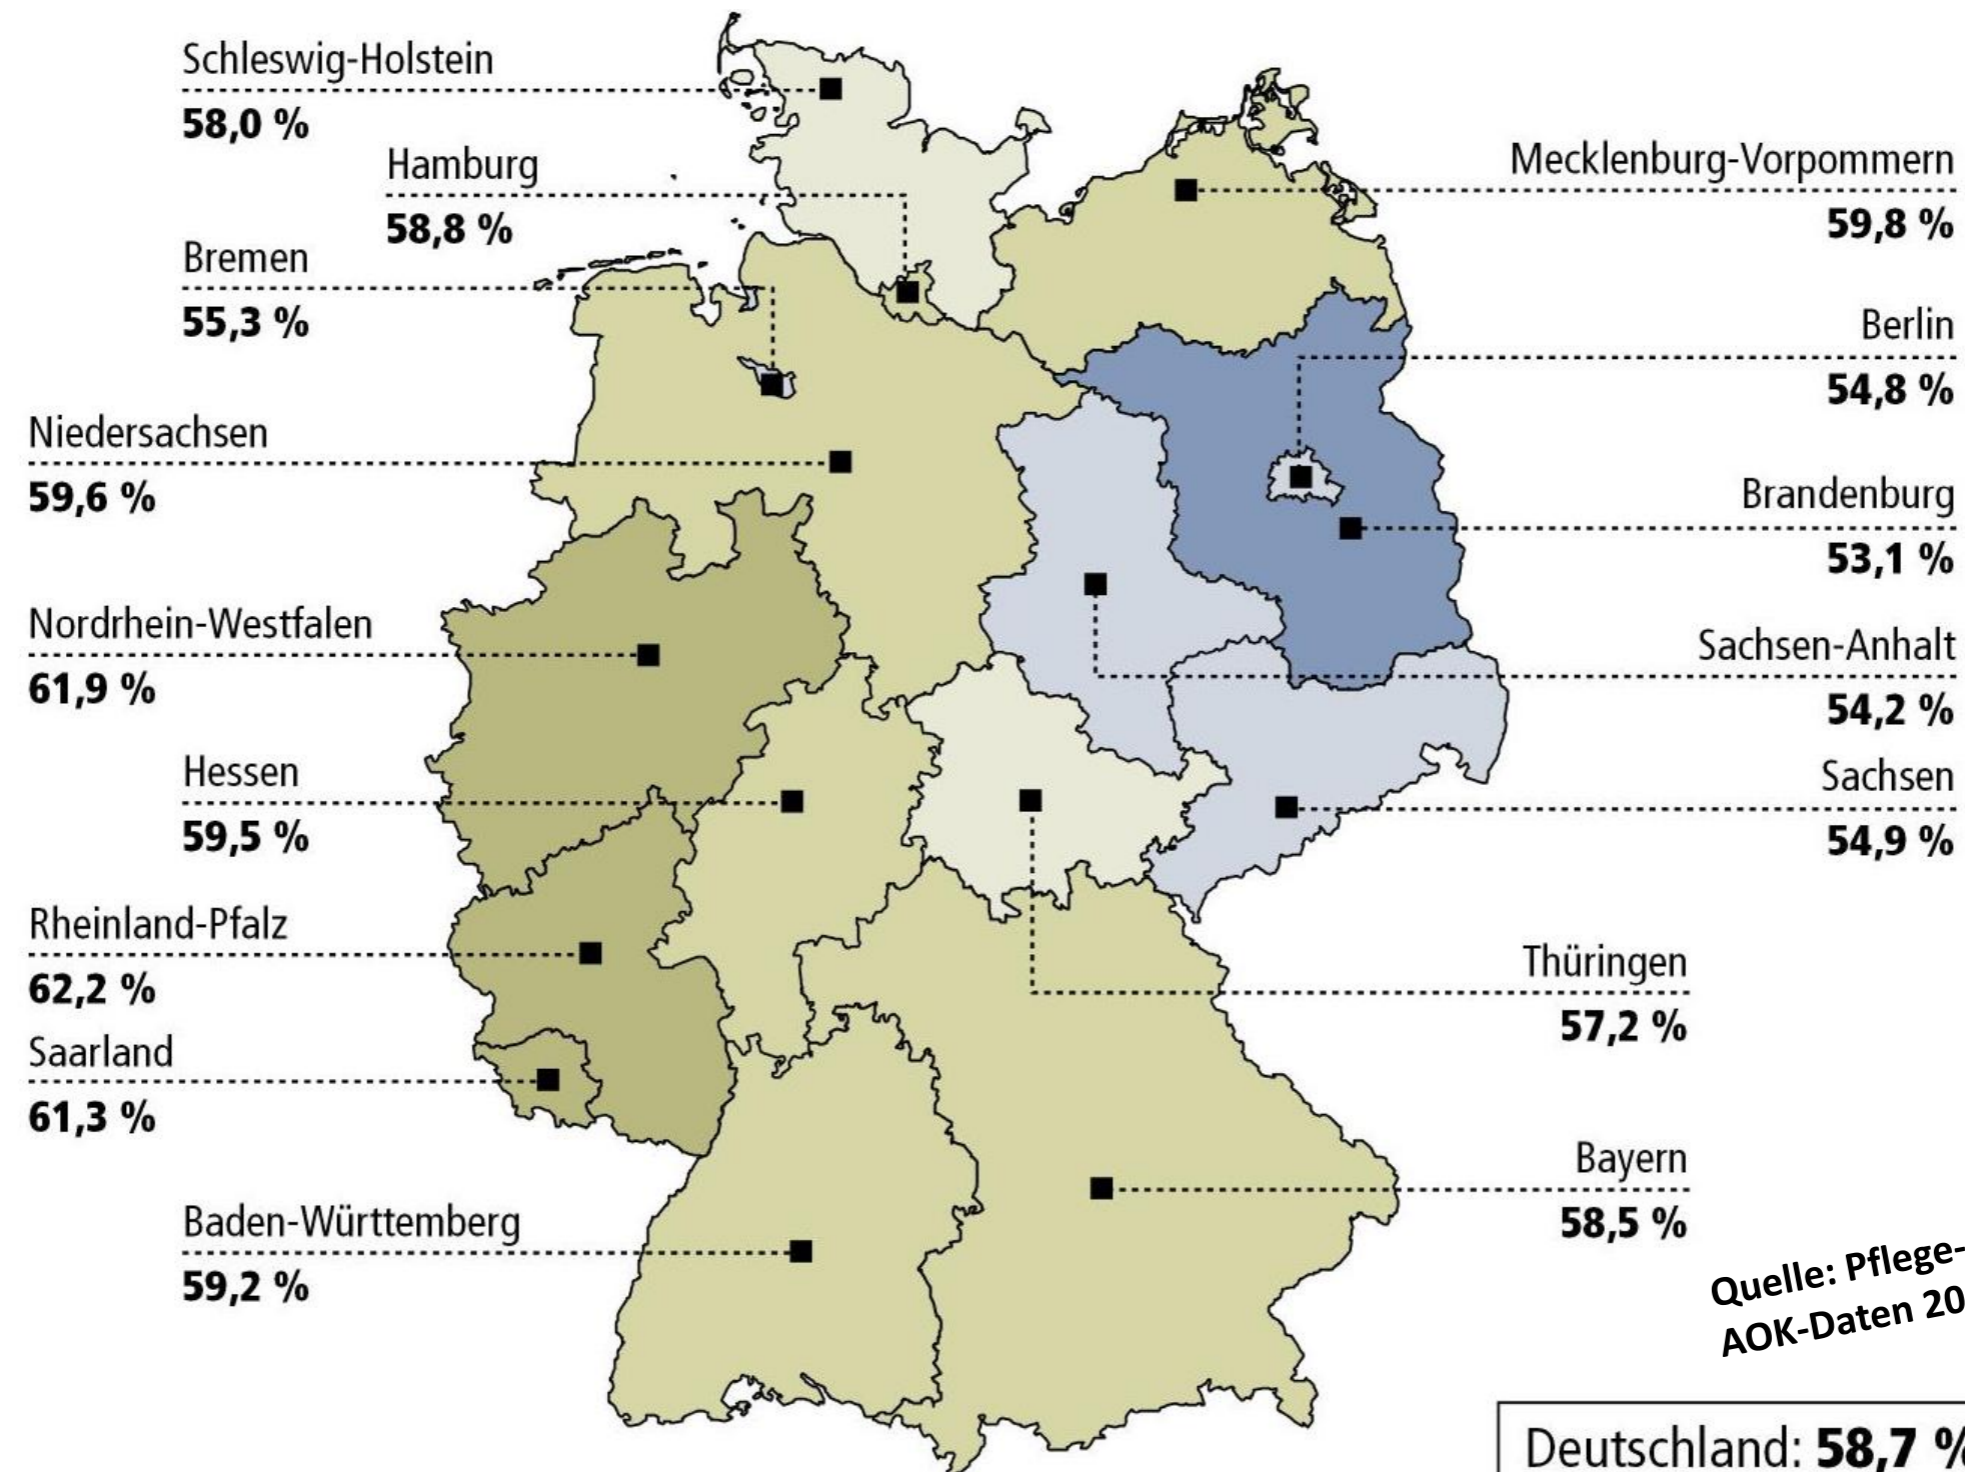 Schleswig-Holstein
58,0 %
Hamburg
58,8 %
Bremen
55,3 %
Niedersachsen
59,6 %
Nordrhein-Westfalen
61,9 %
Hessen
59,5 %
Rheinland-Pfalz
62,2 %
Saarland
61,3 %
Baden-Württemberg
59,2 %
Mecklenburg-Vorpommern
59,8 %
Berlin
54,8 %
Brandenburg
53,1 %
Sachsen-Anhalt
54,2 %
Sachsen
54,9 %
Thüringen
57,2 %
Bayern
58,5 %
Quelle: Pflege-
AOK-Daten 20
Deutschland: 58,7 %